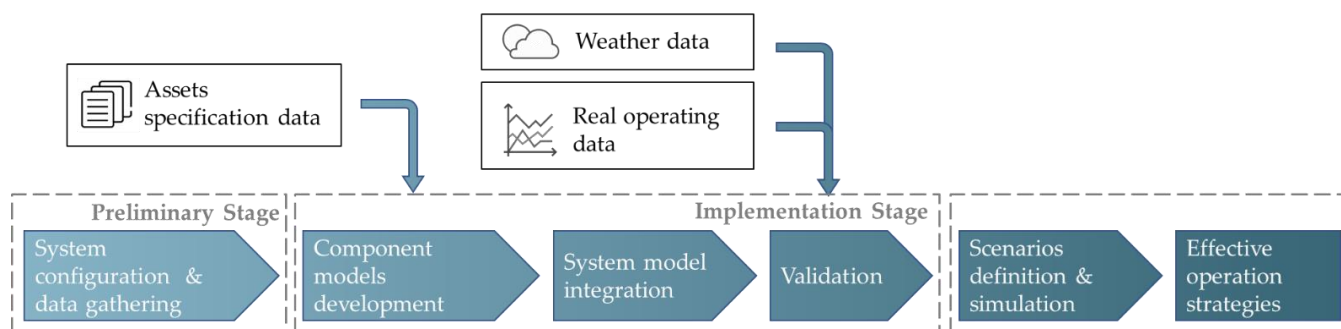 Weather data
Assets
specification data
Real operating
data
Preliminary Stage
Implementation Stage
System
configuration &
data gathering
Component
models
development
System model
integration
Validation
Scenarios
definition &
simulation
Effective
operation
strategies